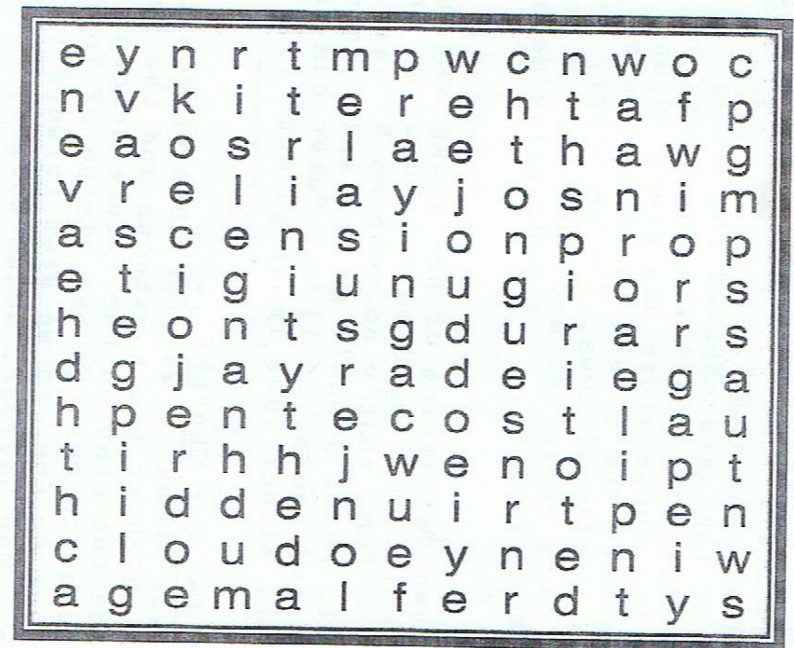 e y n r t m p w c n w o c
n v k i t e r e h t a f p
e a o s r l a e t h a w g
v r e l i a y j o s n i m
a s c e n s i o n p r o p
e t i g i u n u g i o r s
h e o n t s g d u r a r s
d g j a y r a d e i e g a
h p e n t e c o s t l a u
t i r h h j w e n o i p t
h i d d e n u i r t p e n
c l o u d o e y n e n i w
a g e m a l f e r d t y s